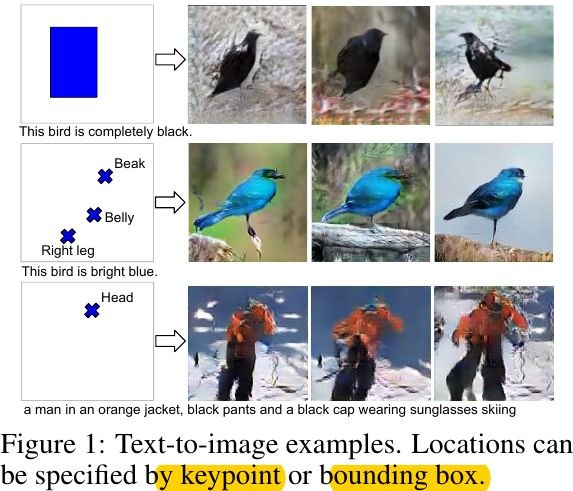 This bird is completely black.
Beak
Belly
Right leg
This bird is bright blue.
Head
a man in an orange jacket, black pants and a black cap wearing sunglasses skiing
Figure 1: Text-to-image examples. Locations can
be specified by keypoint or bounding box.